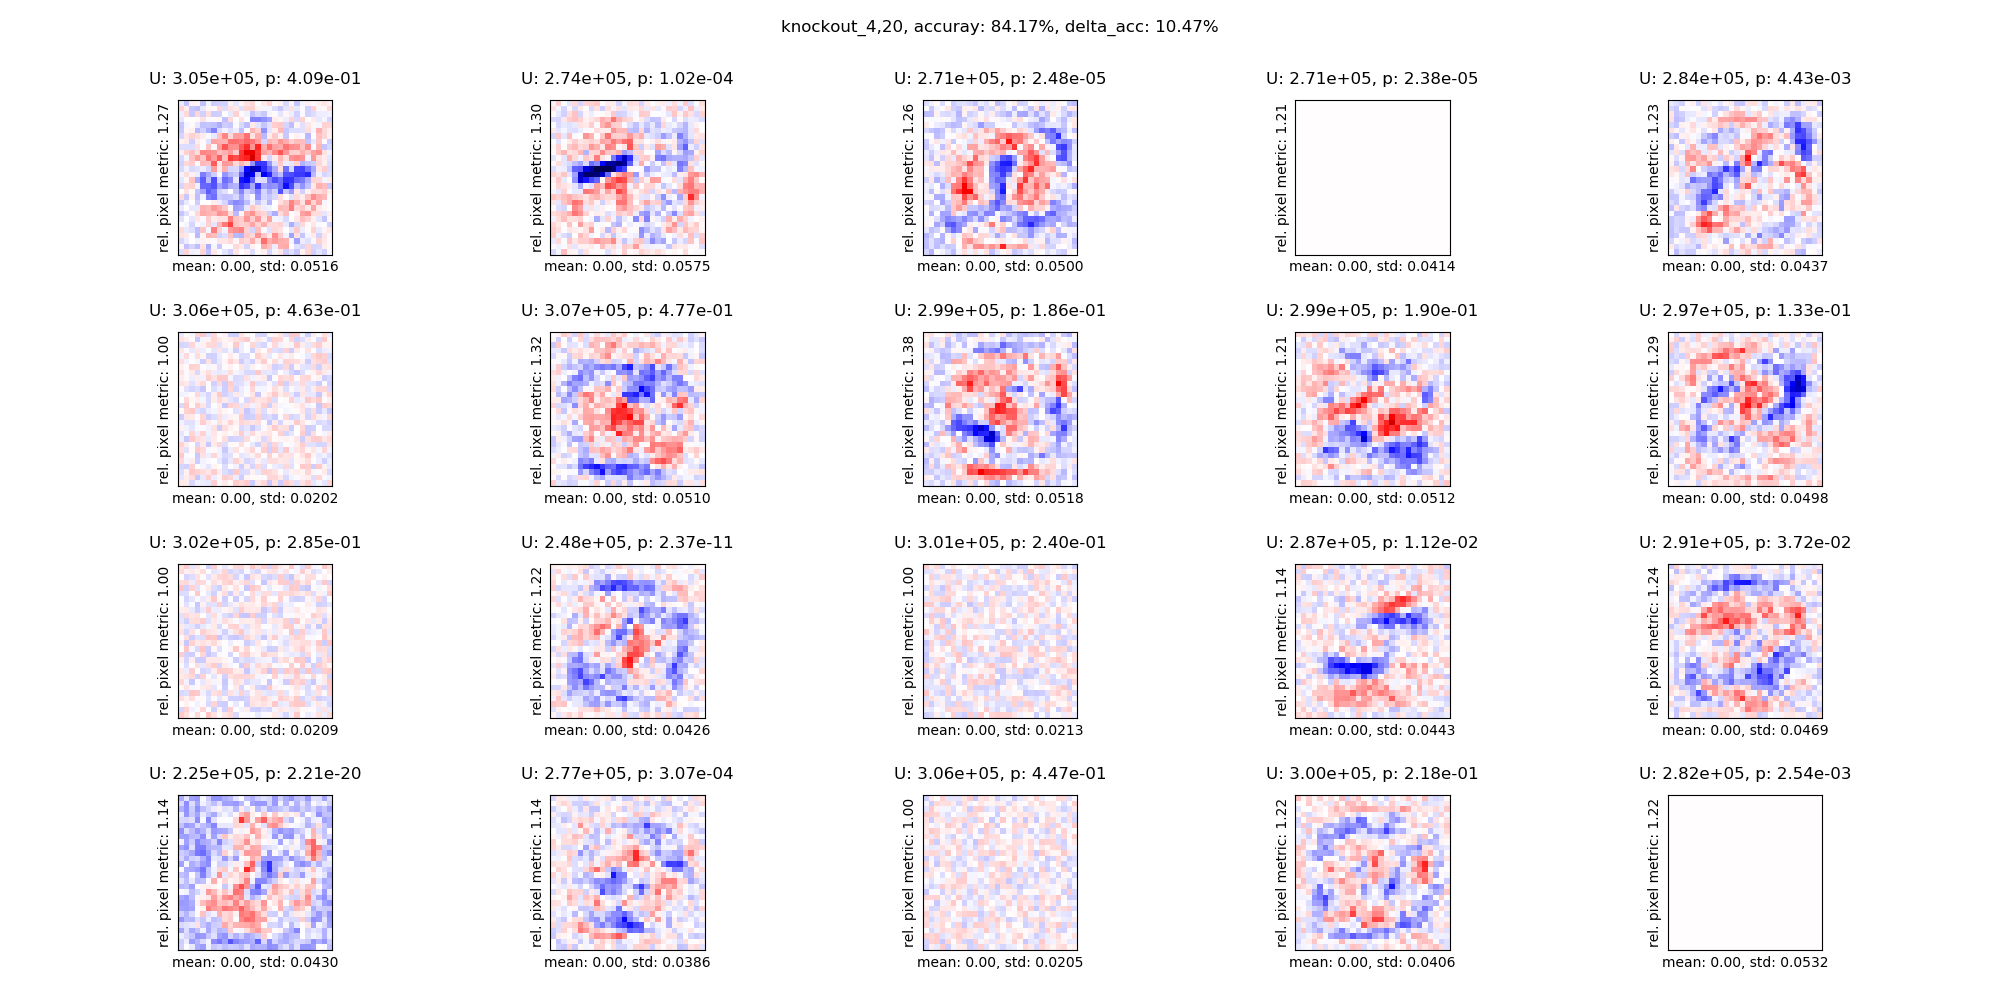 knockout_4,20, accuray: 84.17%, delta_acc: 10.47%
U: 3.05e+05, p: 4.09e-01
rel. pixel metric: 1.27
mean: 0.00, std: 0.0516
U: 2.74e+05, p: 1.02e-04
rel. pixel metric: 1.30
mean: 0.00, std: 0.0575
U: 2.71e+05, p: 2.48e-05
rel. pixel metric: 1.26
mean: 0.00, std: 0.0500
U: 2.71e+05, p: 2.38e-05
rel. pixel metric: 1.21
mean: 0.00, std: 0.0414
U: 2.84e+05, p: 4.43e-03
rel. pixel metric: 1.23
mean: 0.00, std: 0.0437
U: 3.06e+05, p: 4.63e-01
rel. pixel metric: 1.00
mean: 0.00, std: 0.0202
U: 3.07e+05, p: 4.77e-01
rel. pixel metric: 1.32
mean: 0.00, std: 0.0510
U: 2.99e+05, p: 1.86e-01
rel. pixel metric: 1.38
mean: 0.00, std: 0.0518
U: 2.99e+05, p: 1.90e-01
rel. pixel metric: 1.21
mean: 0.00, std: 0.0512
U: 2.97e+05, p: 1.33e-01
rel. pixel metric: 1.29
mean: 0.00, std: 0.0498
U: 3.02e+05, p: 2.85e-01
rel. pixel metric: 1.00
mean: 0.00, std: 0.0209
U: 2.48e+05, p: 2.37e-11
rel. pixel metric: 1.22
mean: 0.00, std: 0.0426
U: 3.01e+05, p: 2.40e-01
rel. pixel metric: 1.00
mean: 0.00, std: 0.0213
U: 2.87e+05, p: 1.12e-02
rel. pixel metric: 1.14
mean: 0.00, std: 0.0443
U: 2.91e+05, p: 3.72e-02
rel. pixel metric: 1.24
mean: 0.00, std: 0.0469
U: 2.25e+05, p: 2.21e-20
rel. pixel metric: 1.14
mean: 0.00, std: 0.0430
U: 2.77e+05, p: 3.07e-04
rel. pixel metric: 1.14
mean: 0.00, std: 0.0386
U: 3.06e+05, p: 4.47e-01
rel. pixel metric: 1.00
mean: 0.00, std: 0.0205
U: 3.00e+05, p: 2.18e-01
rel. pixel metric: 1.22
mean: 0.00, std: 0.0406
U: 2.82e+05, p: 2.54e-03
rel. pixel metric: 1.22
mean: 0.00, std: 0.0532